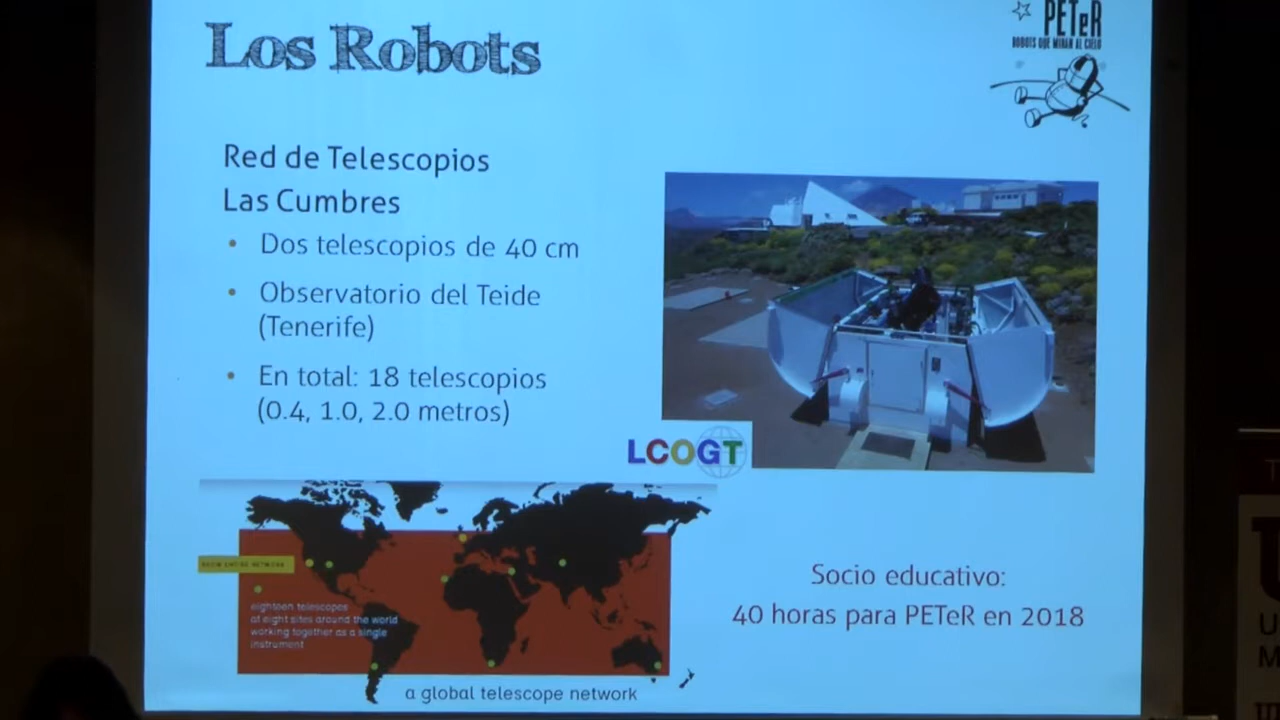 Los Robots
PETeR
ROBOTS QUE MIRAN AL CIELO
Red de Telescopios
Las Cumbres
• Dos telescopios de 40 cm
• Observatorio del Teide
(Tenerife)
• En total: 18 telescopios
(0.4, 1.0, 2.0 metros)
LCOGT
SHOW ENTIRE NETWORK
eighteen telescopes
at eight sites around the world
working together as a single
instrument
a global telescope network
Socio educativo:
40 horas para PETeR en 2018